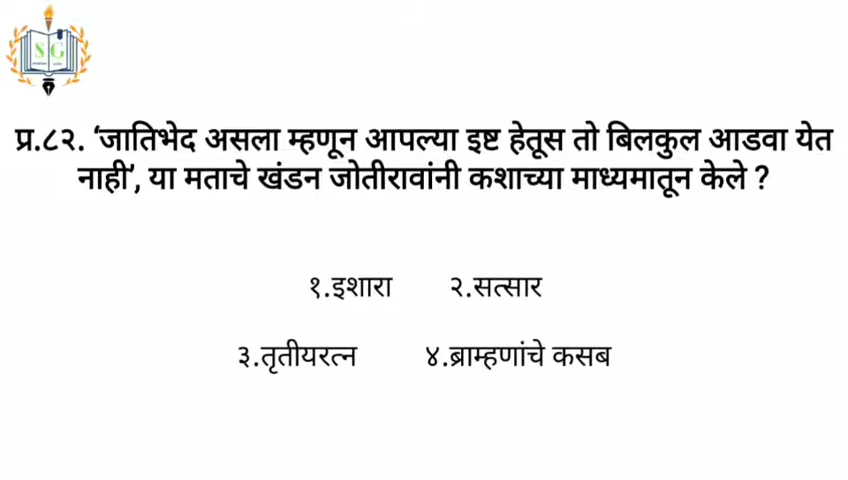 S G
प्र.८२. ‘जातिभेद असला म्हणून आपल्या इष्ट हेतूस तो बिलकुल आडवा येत
नाही’, या मताचे खंडन जोतीरावांनी कशाच्या माध्यमातून केले ?
१.इशारा २.सत्सार
३.तृतीयरत्न ४.ब्राम्हणांचे कसब